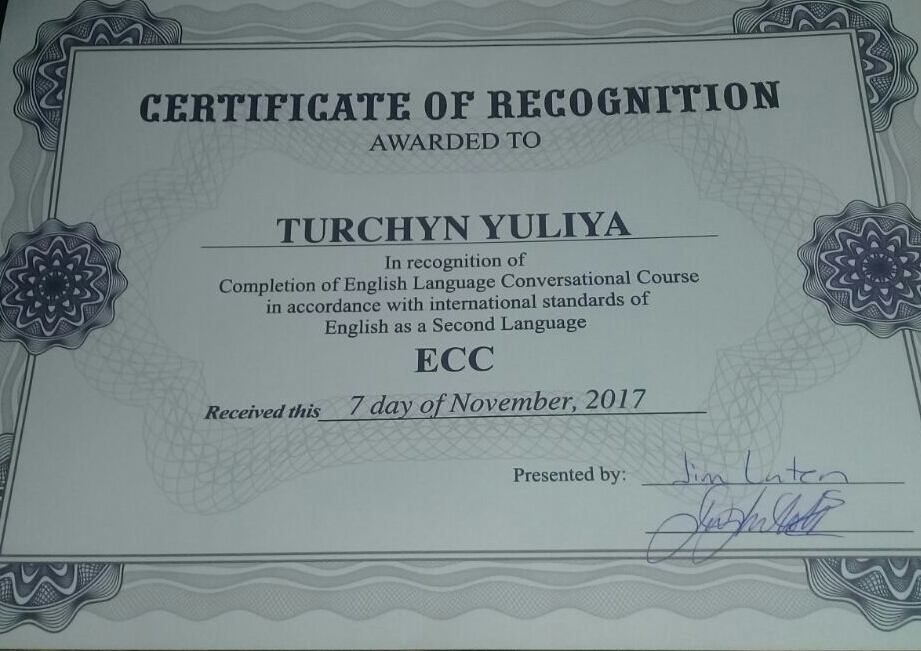 CERTIFICATE OF RECOGNITION
AWARDED TO
TURCHYN YULIYA
In recognition of
Completion of English Language Conversational Course
in accordance with international standards of
English as a Second Language
ECC
Received this 7 day of November, 2017
Presented by: Jim